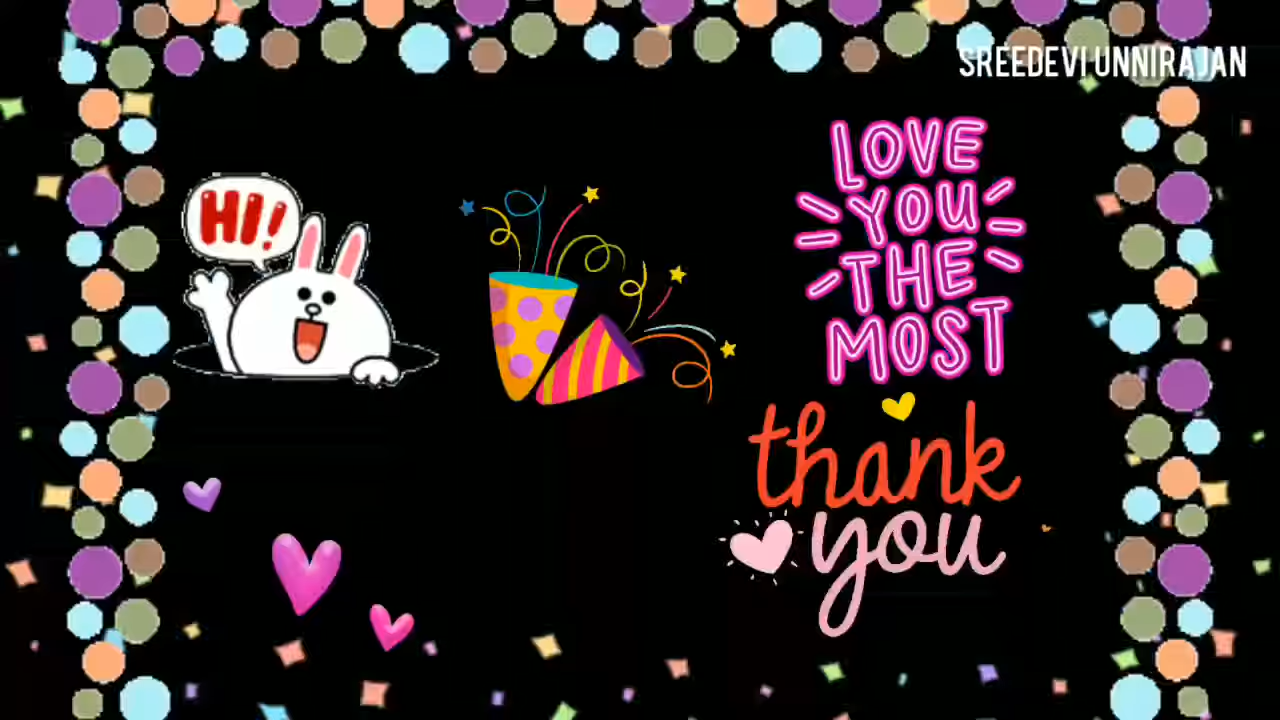 SREEDEVI UNNIRAJAN
HI!
LOVE
YOU
THE
MOST
thank
you